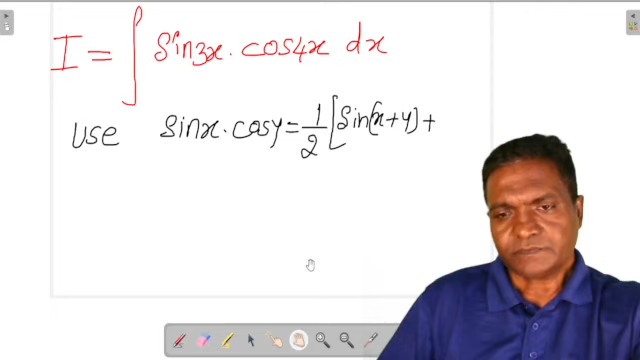 I = ∫ sin3x · cos4x dx
use sinx · cosy = 1/2 [sin(x+y) +